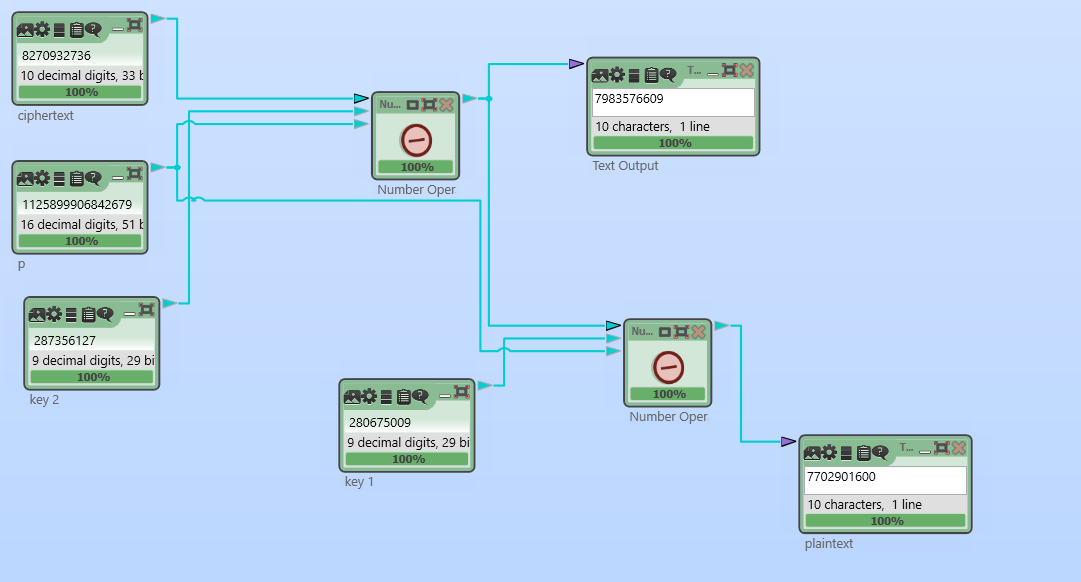 8270932736
10 decimal digits, 33 b
100%
ciphertext
Nu...
100%
Number Oper
T...
7983576609
10 characters,  1 line
100%
Text Output
1125899906842679
16 decimal digits, 51 b
100%
p
287356127
9 decimal digits, 29 bi
100%
key 2
280675009
9 decimal digits, 29 bi
100%
key 1
Nu...
100%
Number Oper
T...
7702901600
10 characters,  1 line
100%
plaintext